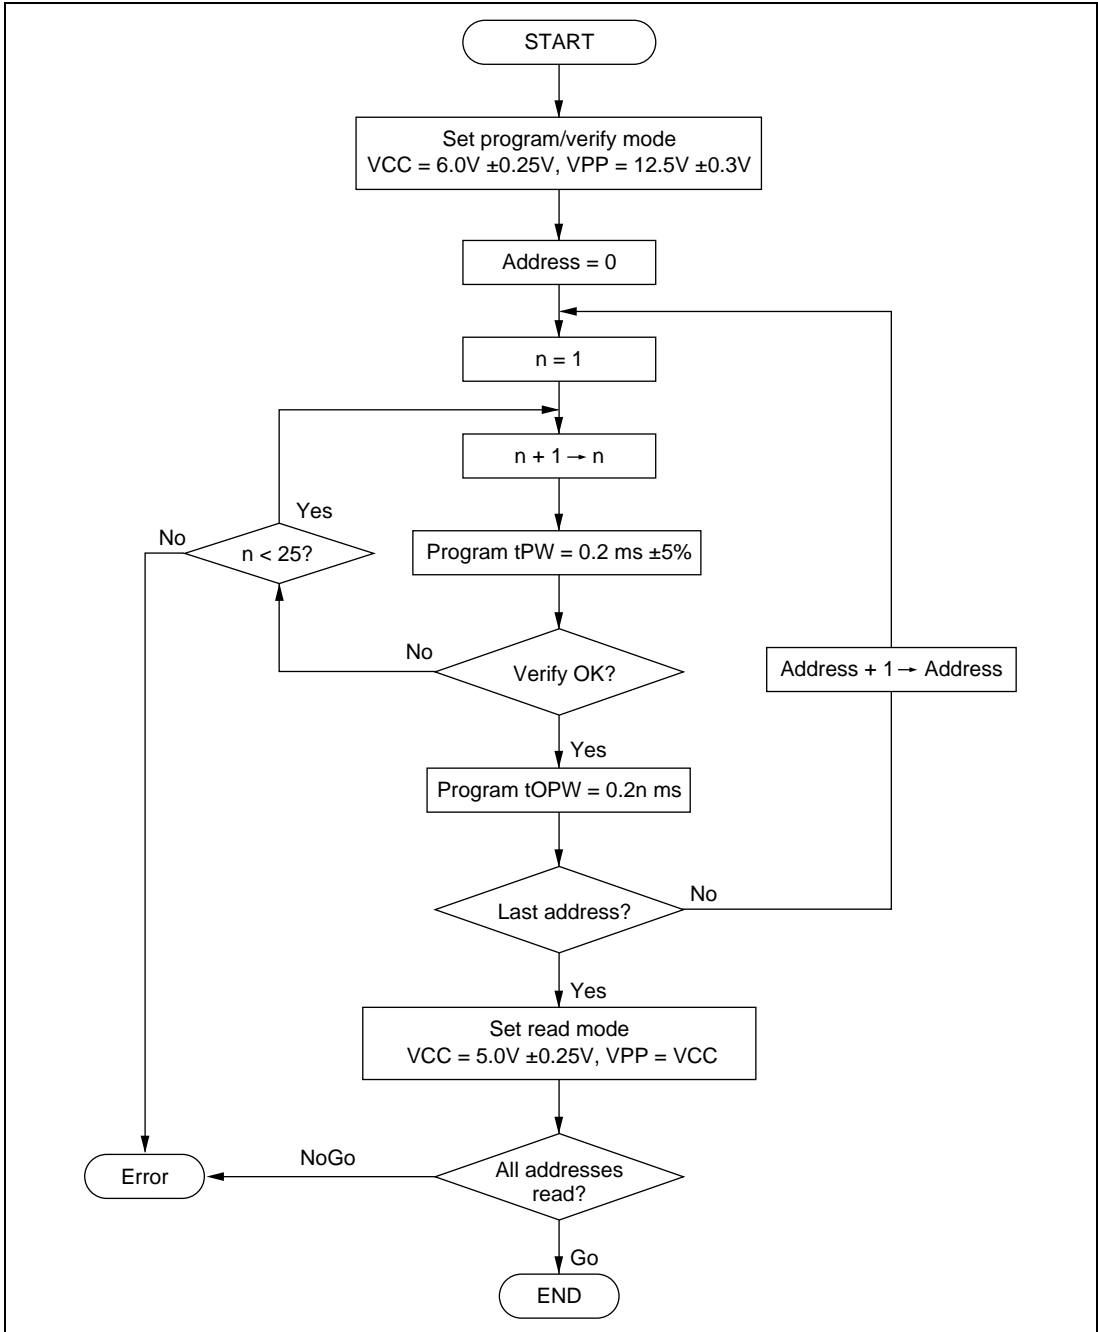 START
Set program/verify mode
VCC = 6.0V ±0.25V, VPP = 12.5V ±0.3V
Address = 0
n = 1
n + 1 → n
Yes
No
n < 25?
Program tPW = 0.2 ms ±5%
No
Verify OK?
Address + 1 → Address
Yes
Program tOPW = 0.2n ms
No
Last address?
Yes
Set read mode
VCC = 5.0V ±0.25V, VPP = VCC
NoGo
Error
All addresses
read?
Go
END